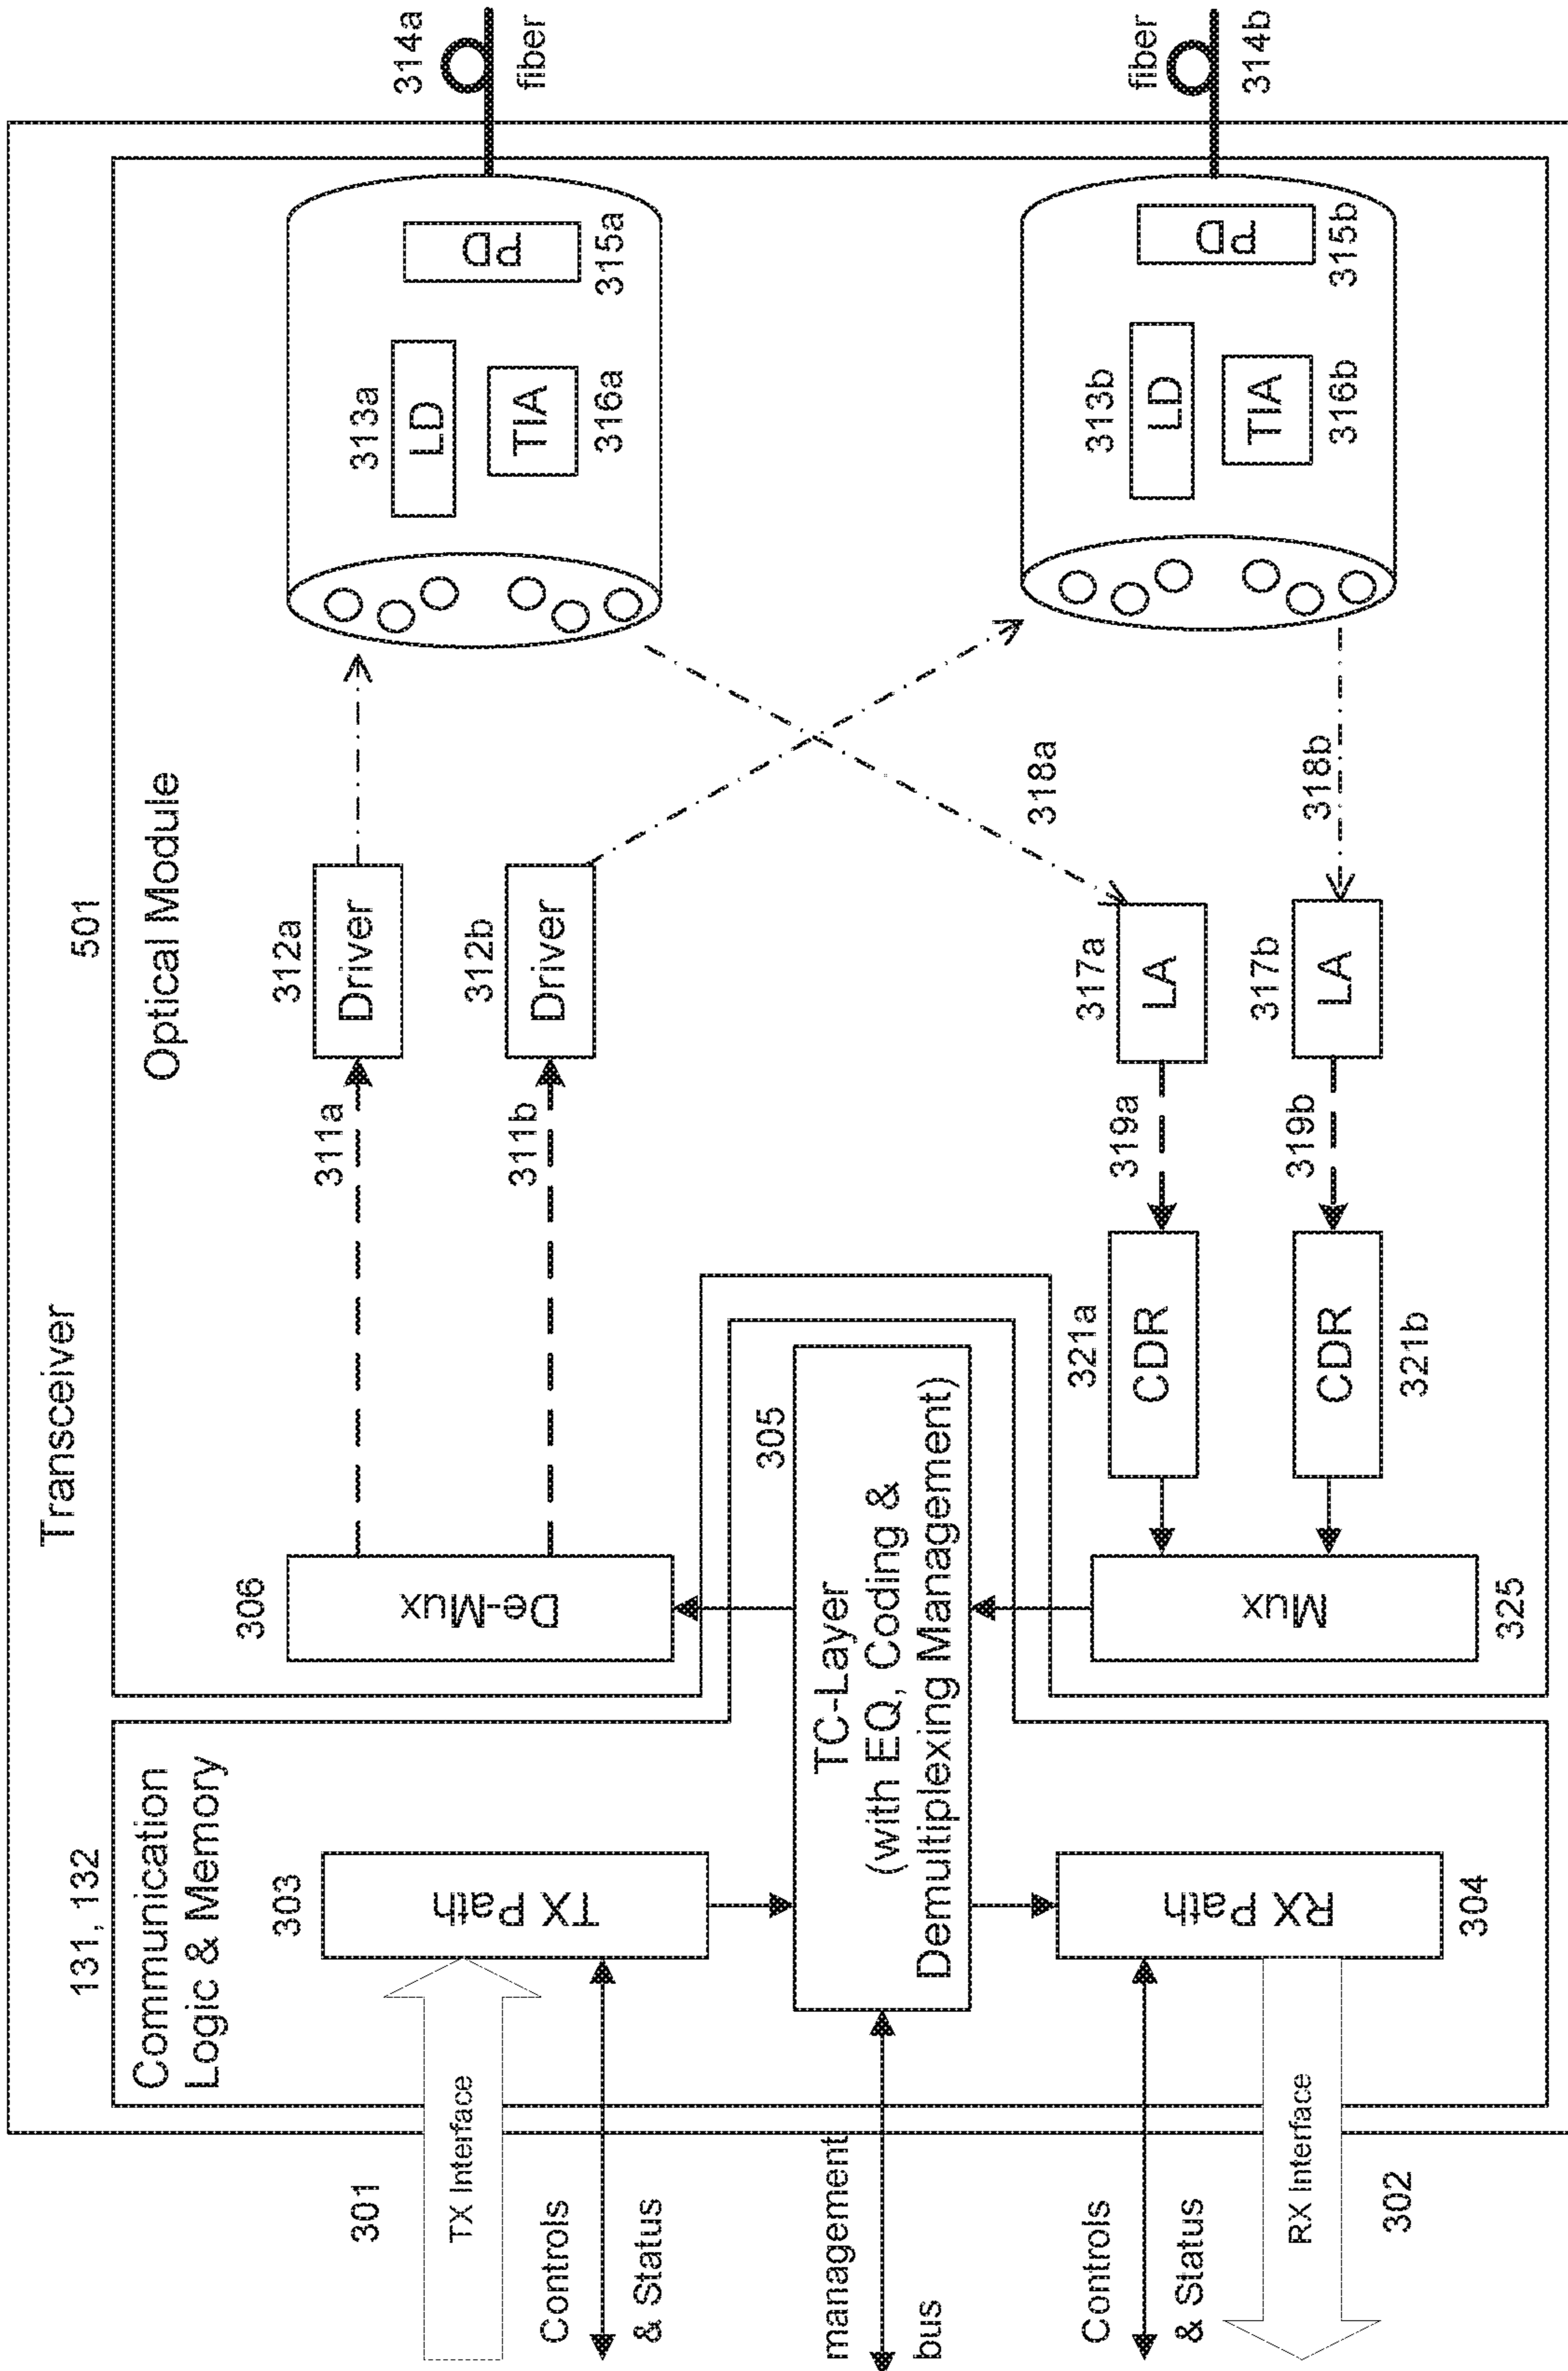 Transceiver
131, 132
Communication
Logic & Memory
501
Optical Module
301
TX Interface
Controls
& Status
303
TX Path
306
De-Mux
311a
312a
Driver
311b
312b
Driver
313a
LD
TIA
316a
PD
315a
314a
fiber
management
bus
305
TC-Layer
(with EQ, Coding &
Demultiplexing Management)
318a
318b
Controls
& Status
RX Interface
302
RX Path
304
Mux
325
321a
CDR
CDR
321b
319a
319b
317a
LA
317b
LA
313b
LD
TIA
316b
PD
315b
fiber
314b